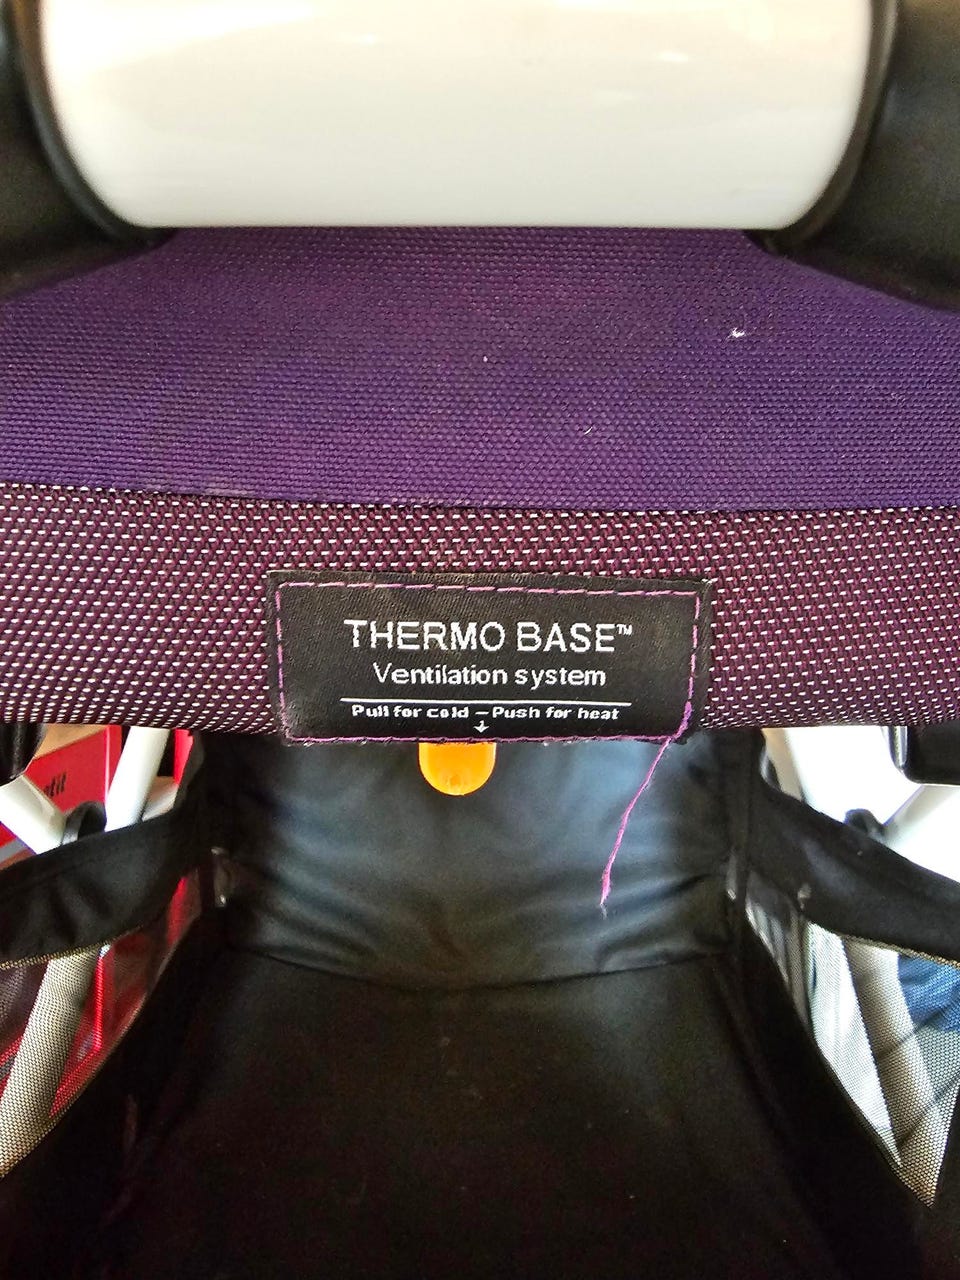 THERMO BASE™
Ventilation system
Pull for cold – Push for heat
↓